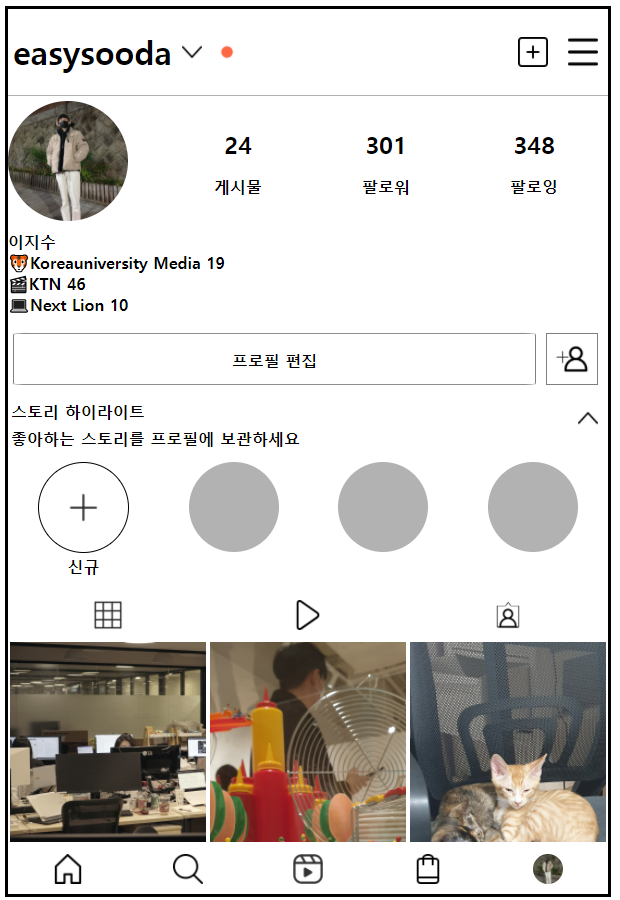 easysooda
24 301 348
게시물 팔로워 팔로잉
이지수
🐯Koreauniversity Media 19
🎬KTN 46
💻Next Lion 10
프로필 편집
스토리 하이라이트
좋아하는 스토리를 프로필에 보관하세요
신규